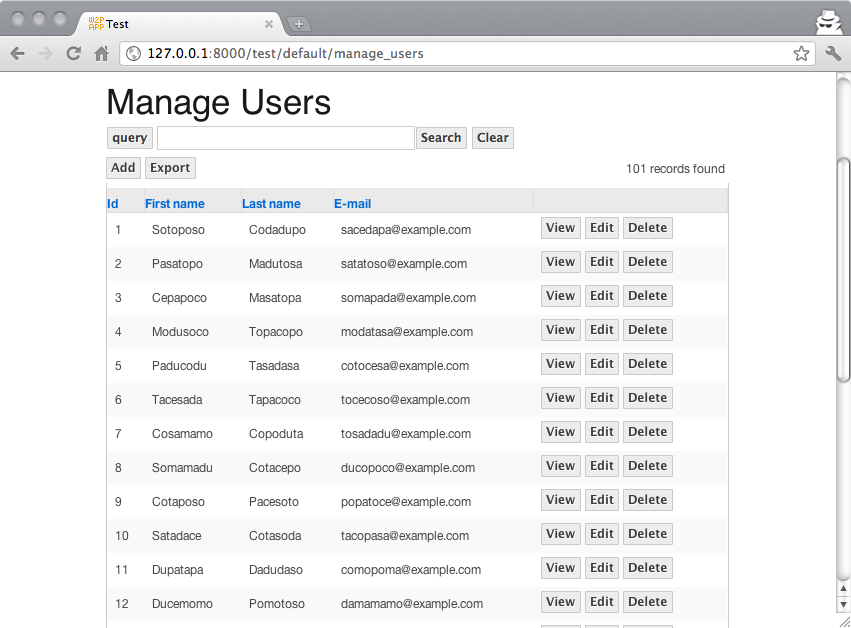 W2P APP Test
127.0.0.1:8000/test/default/manage_users
Manage Users
query Search Clear
Add Export 101 records found
Id First name Last name E-mail
1 Sotoposo Codadupo sacedapa@example.com View Edit Delete
2 Pasatopo Madutosa satatoso@example.com View Edit Delete
3 Cepapoco Masatopa somapada@example.com View Edit Delete
4 Modusoco Topacopo modatasa@example.com View Edit Delete
5 Paducodu Tasadasa cotocesa@example.com View Edit Delete
6 Tacesada Tapacoco tocecoso@example.com View Edit Delete
7 Cosamamo Copoduta tosadadu@example.com View Edit Delete
8 Somamadu Cotacepo ducopoco@example.com View Edit Delete
9 Cotaposo Pacesoto popatoce@example.com View Edit Delete
10 Satadace Cotasoda tacopasa@example.com View Edit Delete
11 Dupatapa Dadudaso comopoma@example.com View Edit Delete
12 Ducemomo Pomotoso damamamo@example.com View Edit Delete